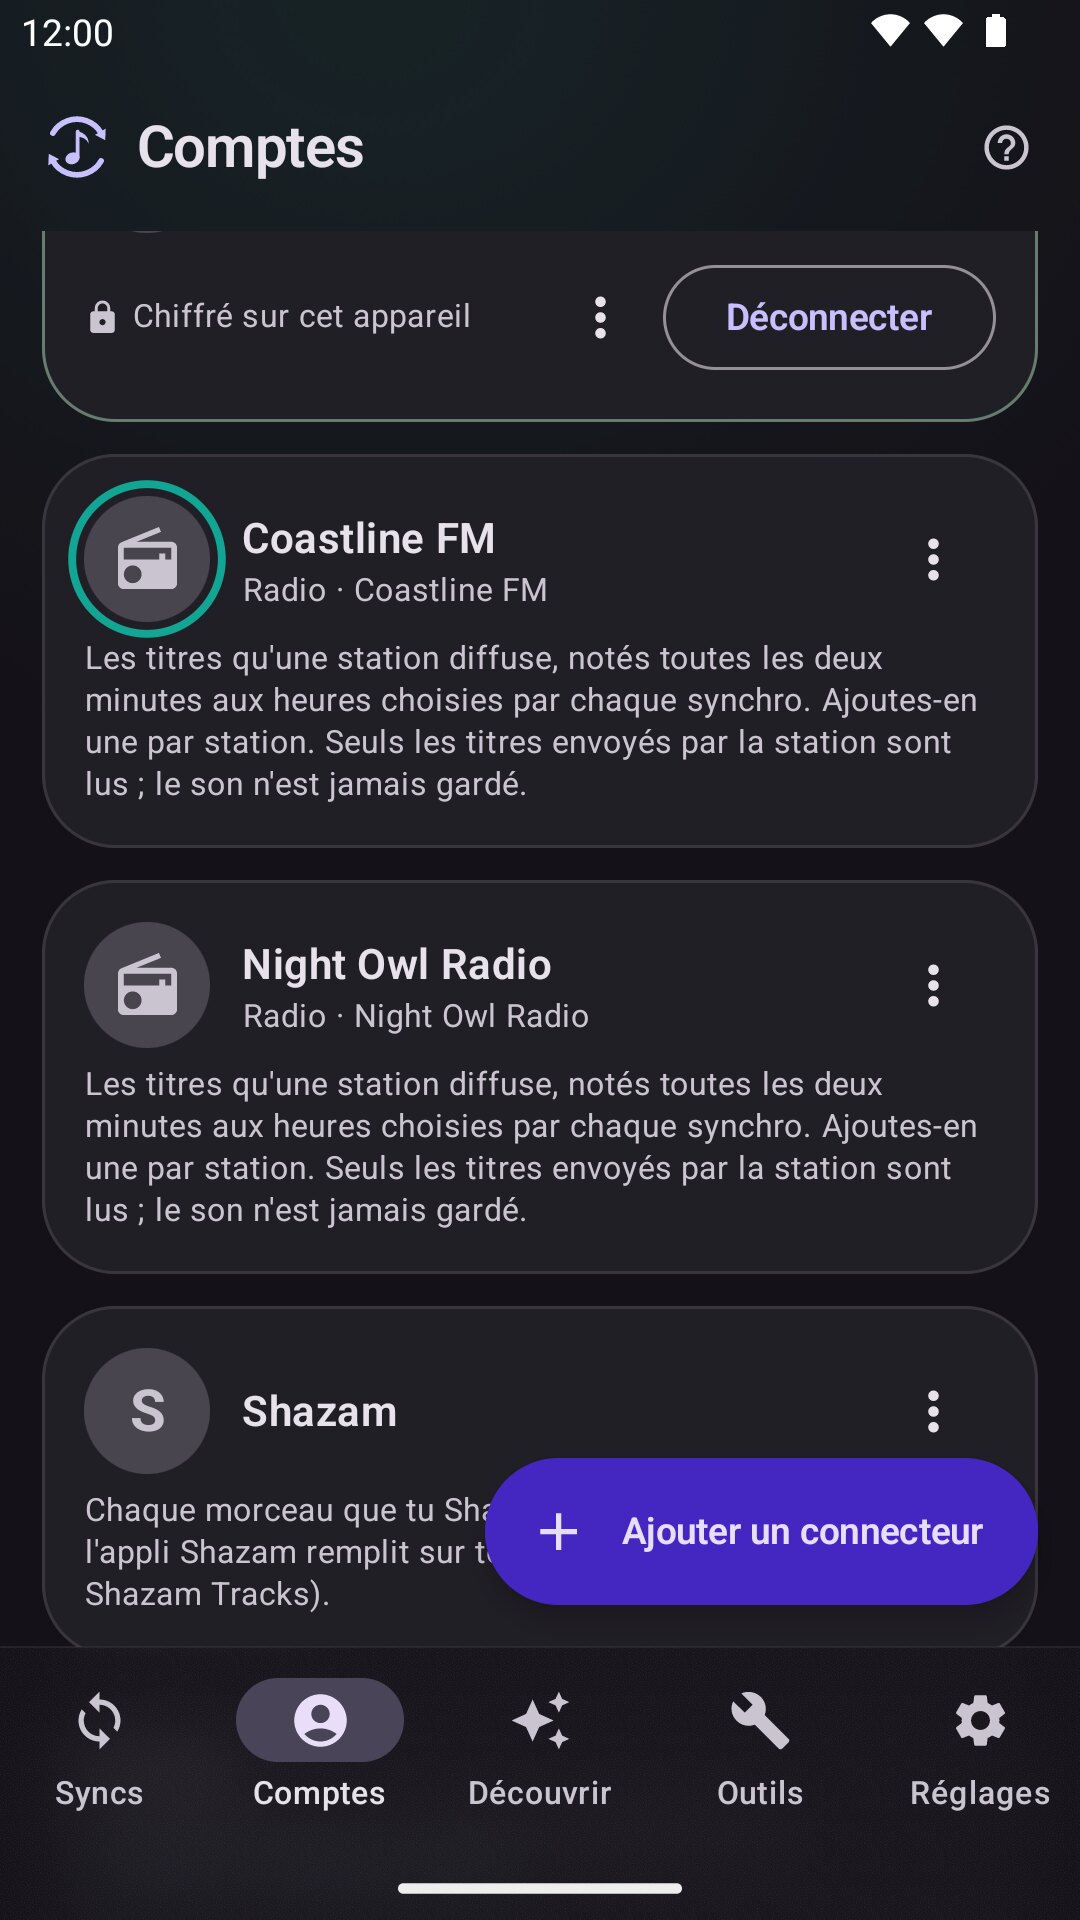 12:00
Comptes
Chiffré sur cet appareil
Déconnecter
Coastline FM
Radio · Coastline FM
Les titres qu'une station diffuse, notés toutes les deux
minutes aux heures choisies par chaque synchro. Ajoutes-en
une par station. Seuls les titres envoyés par la station sont
lus ; le son n'est jamais gardé.
Night Owl Radio
Radio · Night Owl Radio
Les titres qu'une station diffuse, notés toutes les deux
minutes aux heures choisies par chaque synchro. Ajoutes-en
une par station. Seuls les titres envoyés par la station sont
lus ; le son n'est jamais gardé.
S
Shazam
Chaque morceau que tu
l'appli Shazam remplit sur
Shazam Tracks).
Ajouter un connecteur
Syncs
Comptes
Découvrir
Outils
Réglages